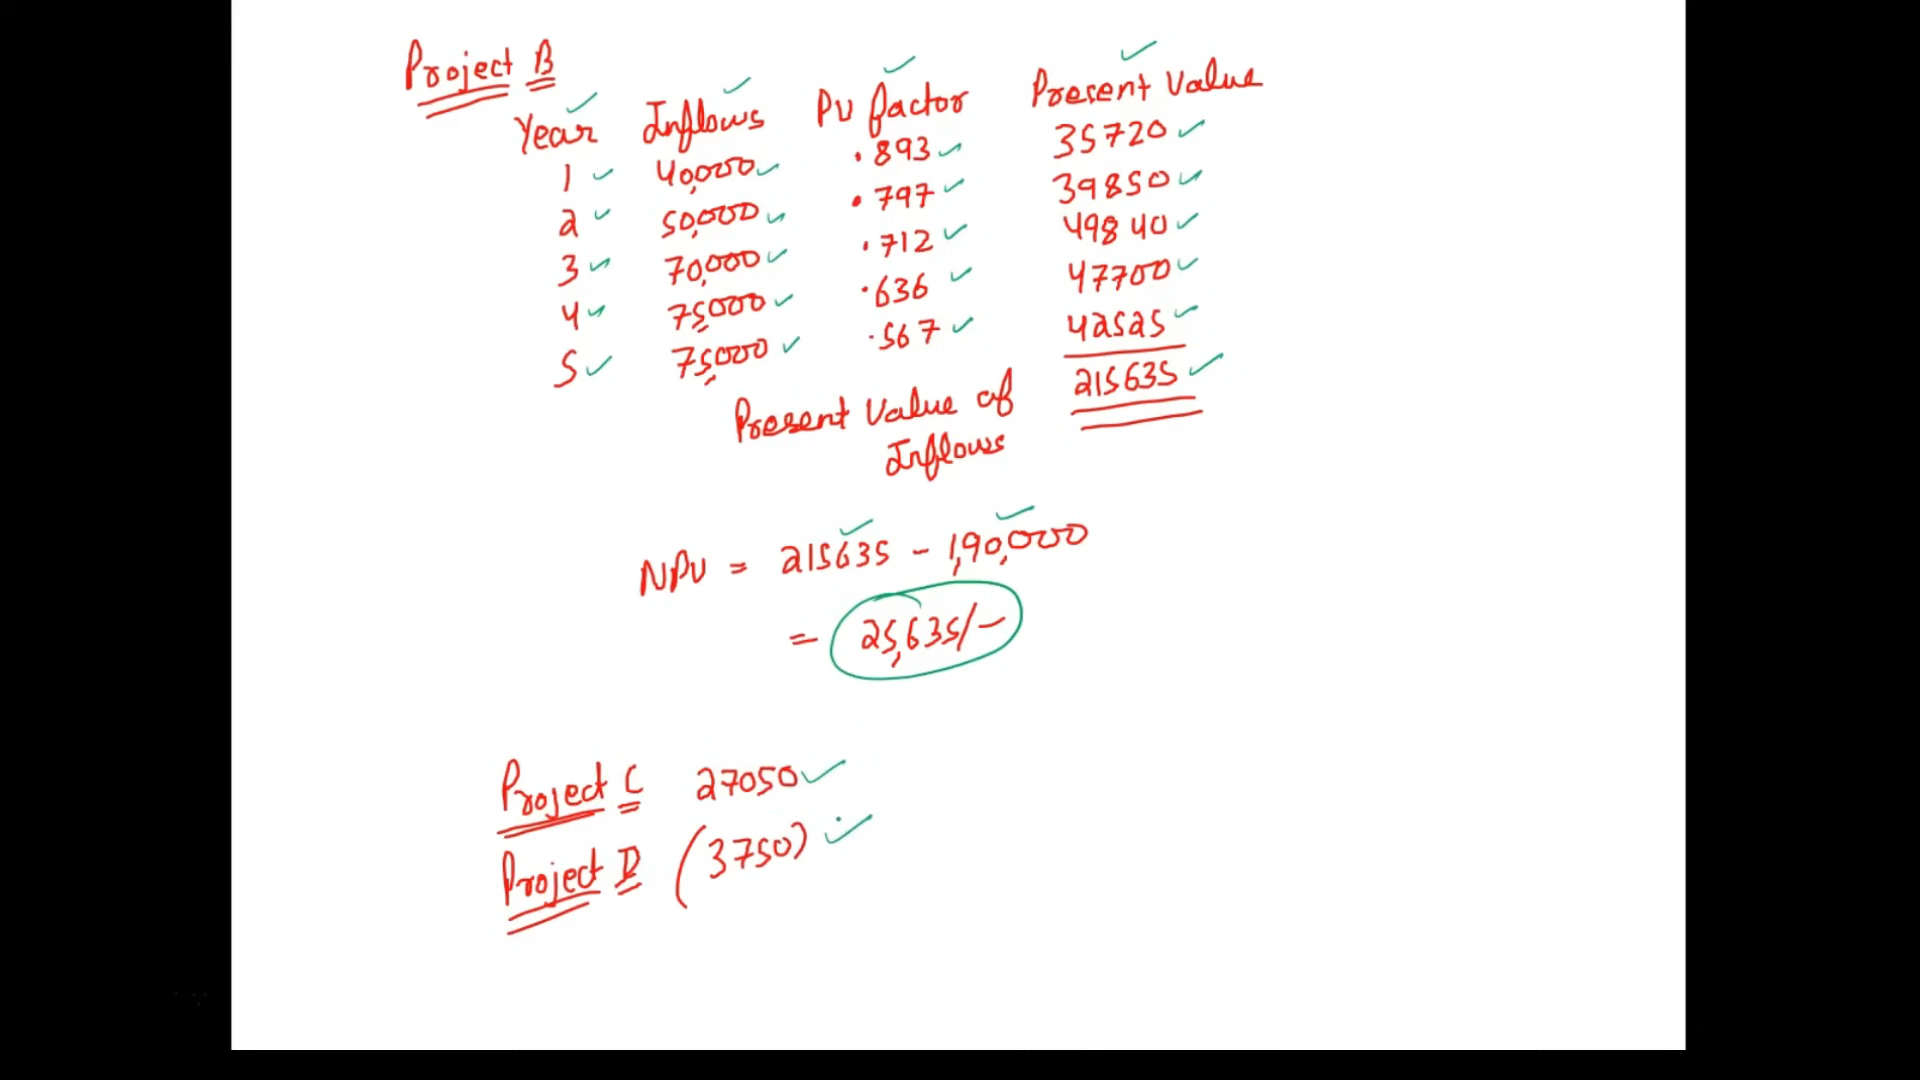 Project B
Year Inflows PV factor Present Value
1 40,000 .893 35720
2 50,000 .797 39850
3 70,000 .712 49840
4 75,000 .636 47700
5 75,000 .567 42525
215635
Present Value of
Inflows
NPV = 215635 - 1,90,000
= 25,635/-
Project C 27050
Project D (3750)